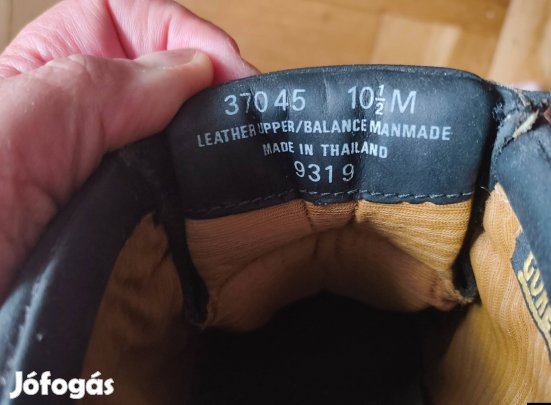 37045 10½M
LEATHER UPPER/BALANCE MANMADE
MADE IN THAILAND
9319
Jófogás